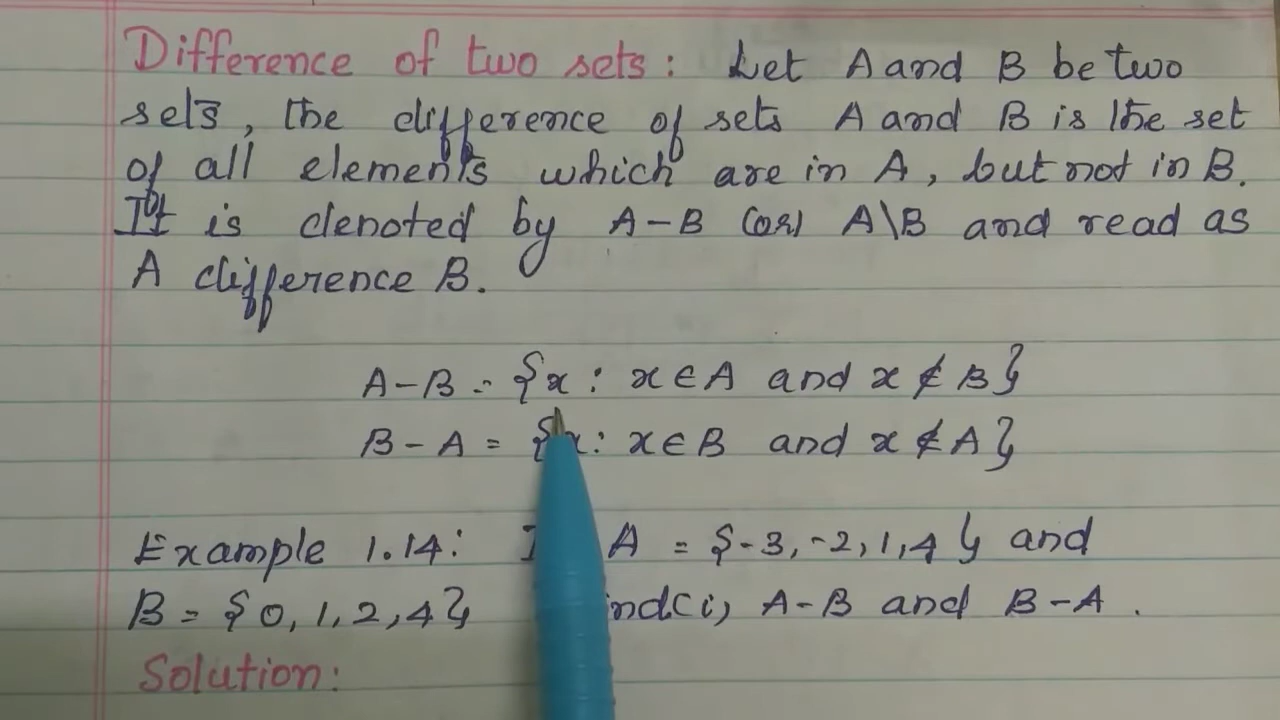 Difference of two sets: Let A and B be two
sets, the difference of sets A and B is the set
of all elements which are in A, but not in B.
It is denoted by A-B (or) A\B and read as
A difference B.
A-B = {x: x∈A and x∉B}
B-A = {x: x∈B and x∉A}
Example 1.14: A = {-3,-2,1,4} and
B = {0,1,2,4} (i) A-B and B-A.
Solution: